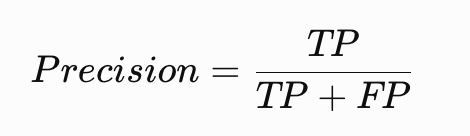 Precision = TP / TP + FP